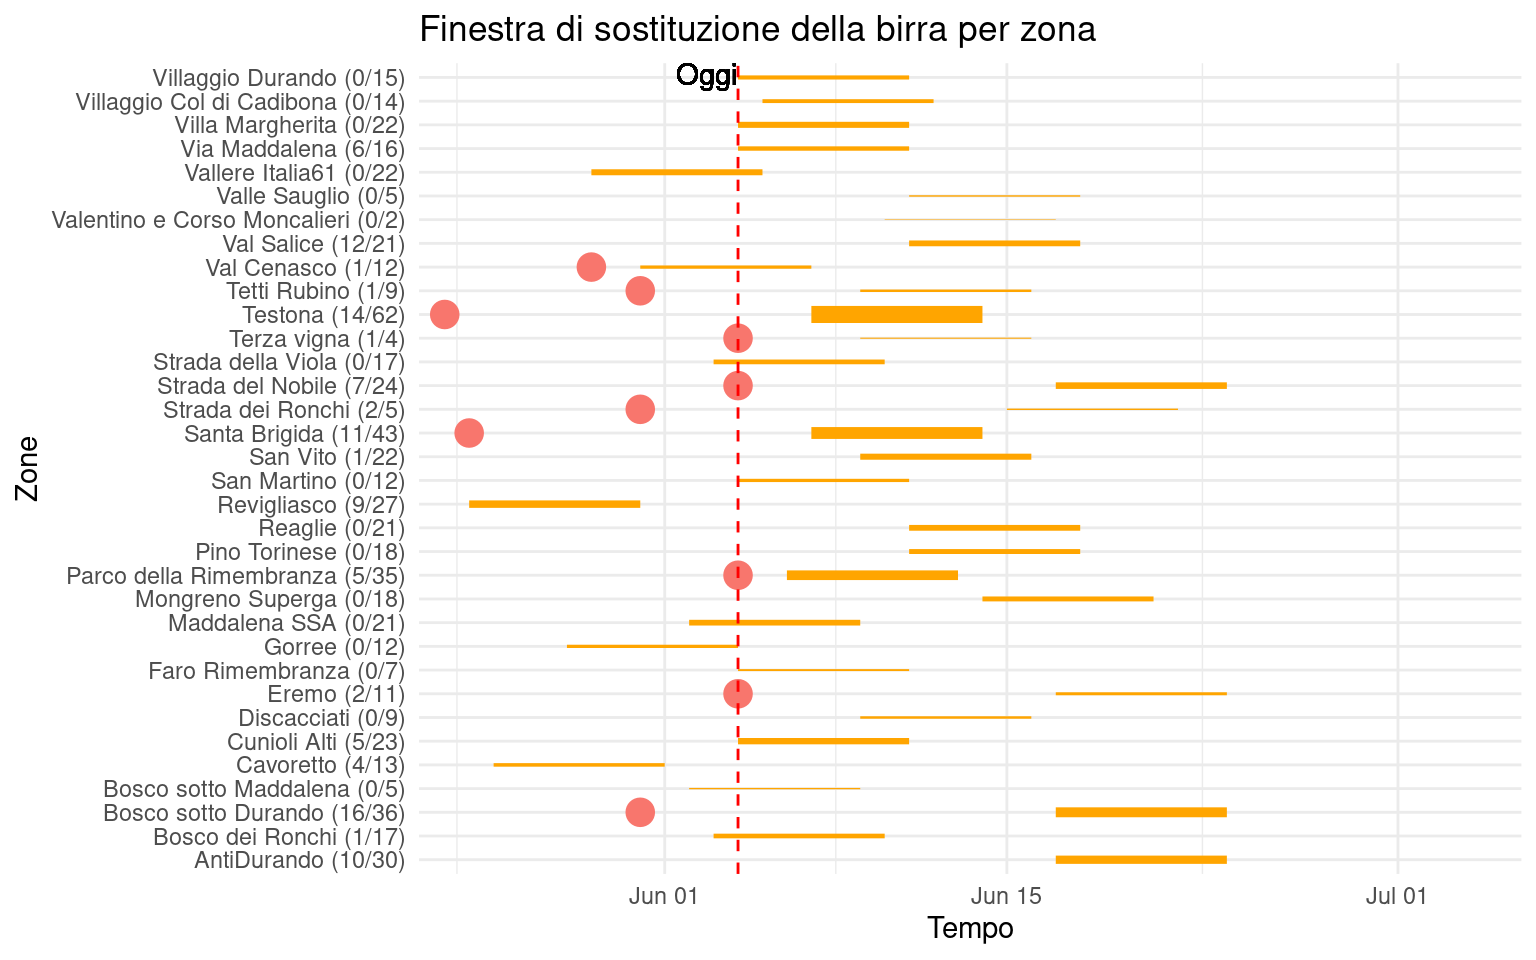 Finestra di sostituzione della birra per zona
Oggi
Villaggio Durando (0/15)
Villaggio Col di Cadibona (0/14)
Villa Margherita (0/22)
Via Maddalena (6/16)
Vallere Italia61 (0/22)
Valle Sauglio (0/5)
Valentino e Corso Moncalieri (0/2)
Val Salice (12/21)
Val Cenasco (1/12)
Tetti Rubino (1/9)
Testona (14/62)
Terza vigna (1/4)
Strada della Viola (0/17)
Strada del Nobile (7/24)
Strada dei Ronchi (2/5)
Santa Brigida (11/43)
San Vito (1/22)
San Martino (0/12)
Revigliasco (9/27)
Reaglie (0/21)
Pino Torinese (0/18)
Parco della Rimembranza (5/35)
Mongreno Superga (0/18)
Maddalena SSA (0/21)
Gorree (0/12)
Faro Rimembranza (0/7)
Eremo (2/11)
Discacciati (0/9)
Cunioli Alti (5/23)
Cavoretto (4/13)
Bosco sotto Maddalena (0/5)
Bosco sotto Durando (16/36)
Bosco dei Ronchi (1/17)
AntiDurando (10/30)
Zone
Jun 01 Jun 15 Jul 01
Tempo